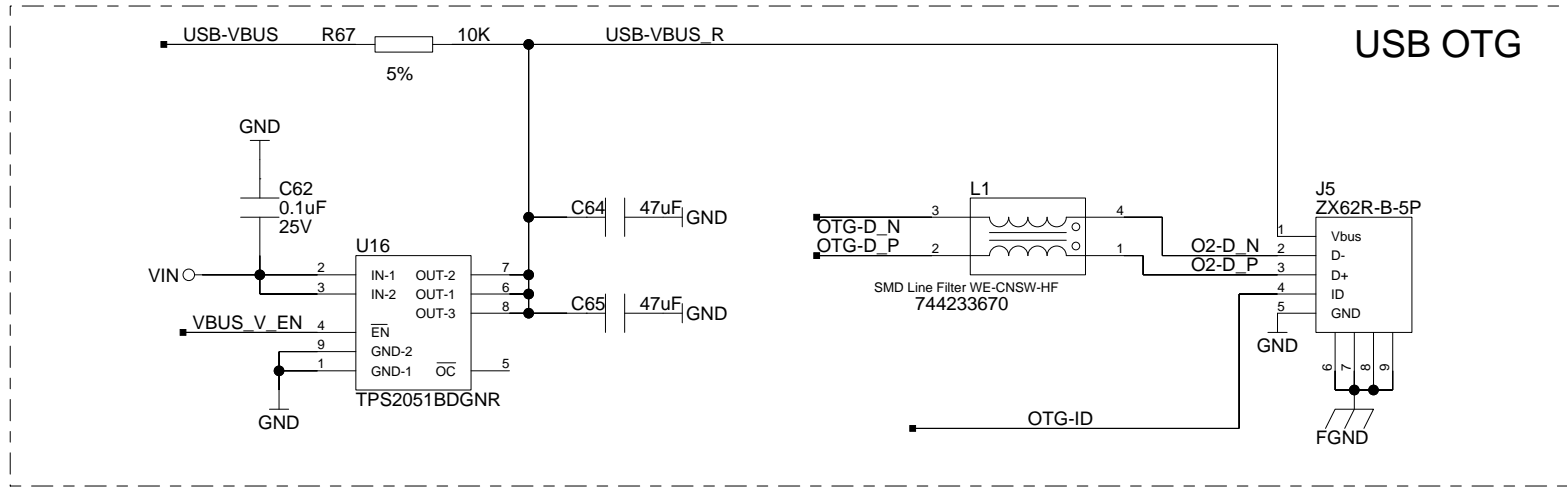 USB-VBUS R67 10K USB-VBUS_R
5%
USB OTG
GND
C62
0.1uF
25V
C64 47uF GND
C65 47uF GND
U16
VIN
2 IN-1 OUT-2 7
3 IN-2 OUT-1 6
OUT-3 8
VBUS_V_EN 4 EN
9 GND-2
1 GND-1 OC 5
TPS2051BDGNR
GND
L1
3 4
OTG-D_N
OTG-D_P
2 1
SMD Line Filter WE-CNSW-HF
744233670
J5
ZX62R-B-5P
1 Vbus
O2-D_N 2 D-
O2-D_P 3 D+
4 ID
5 GND
GND
6 7 8 9
OTG-ID
FGND